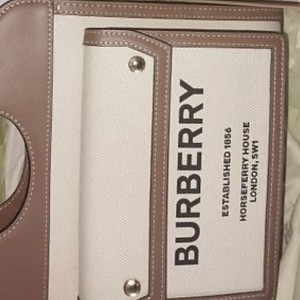 BURBERRY
ESTABLISHED 1856
HORSEFERRY HOUSE
LONDON, SW1